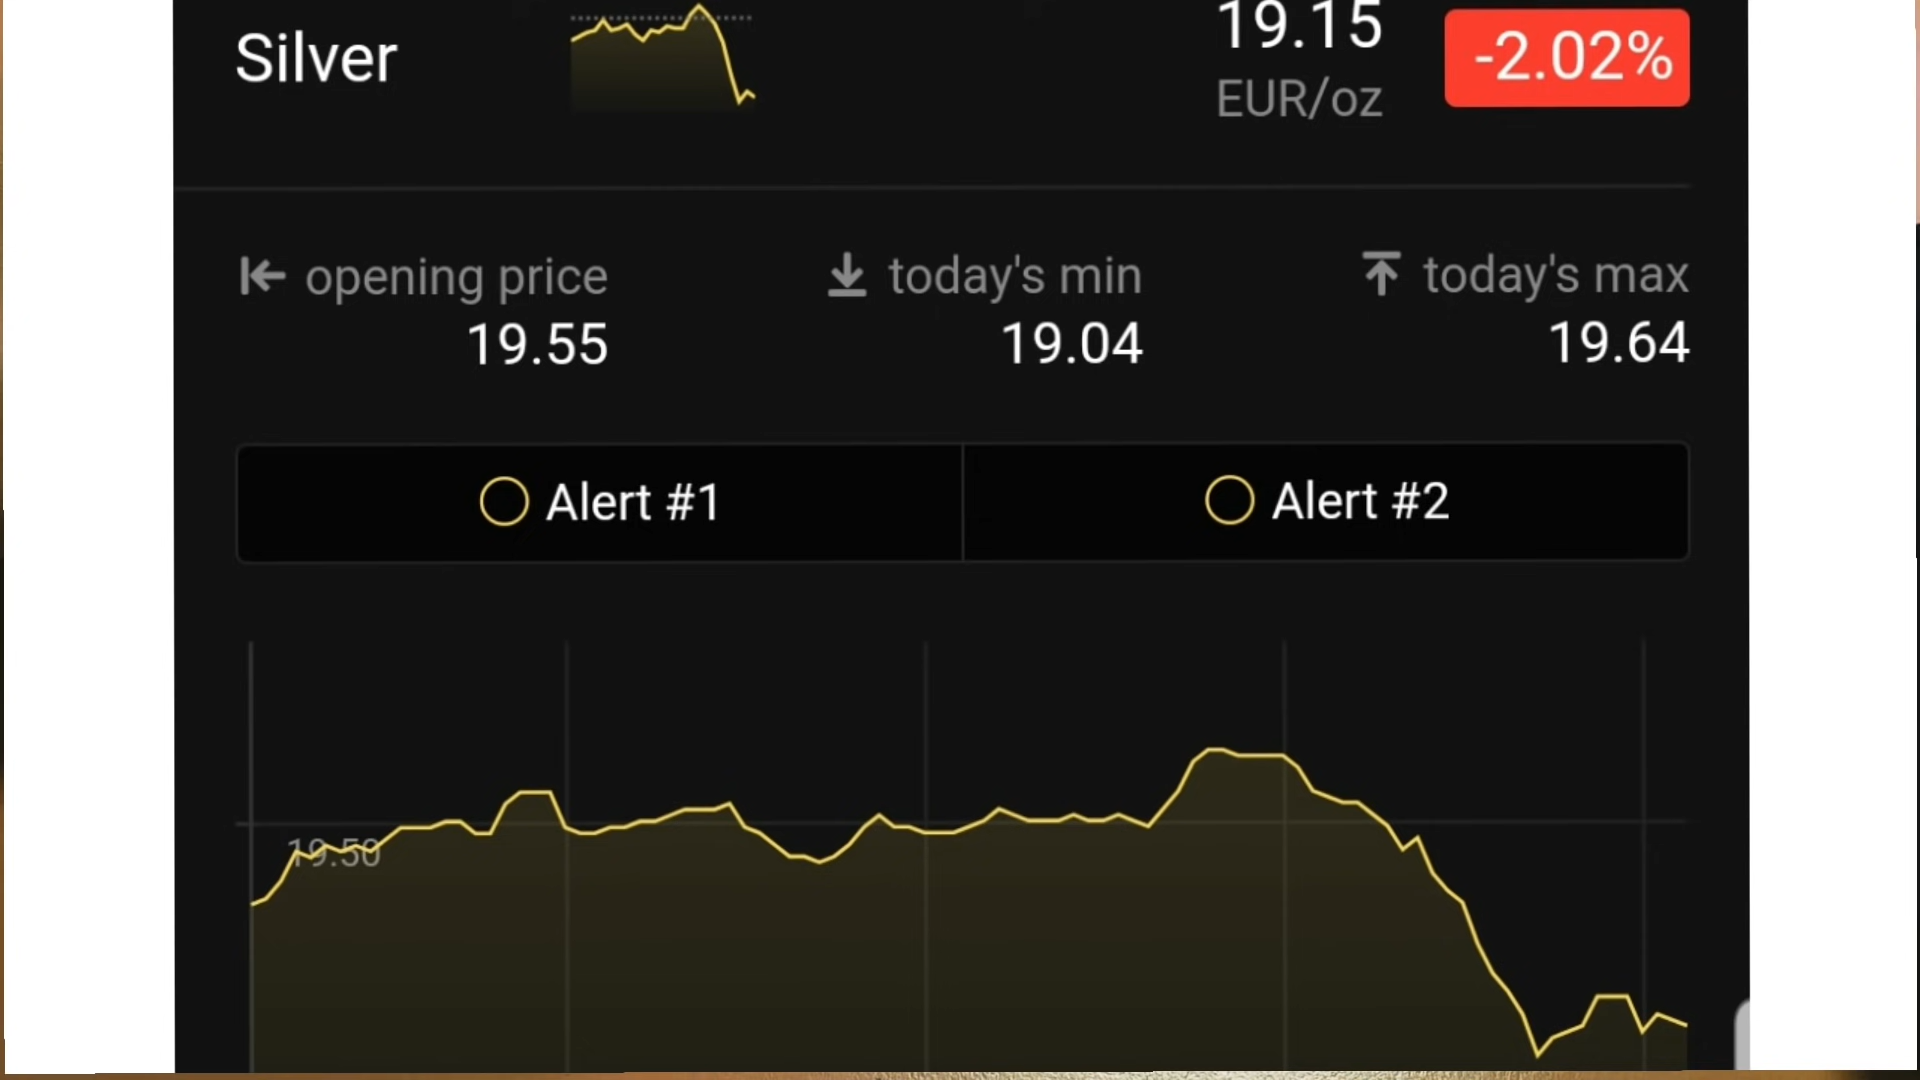 Silver
19.15
EUR/oz
-2.02%
opening price
19.55
today's min
19.04
today's max
19.64
Alert #1
Alert #2
19.50